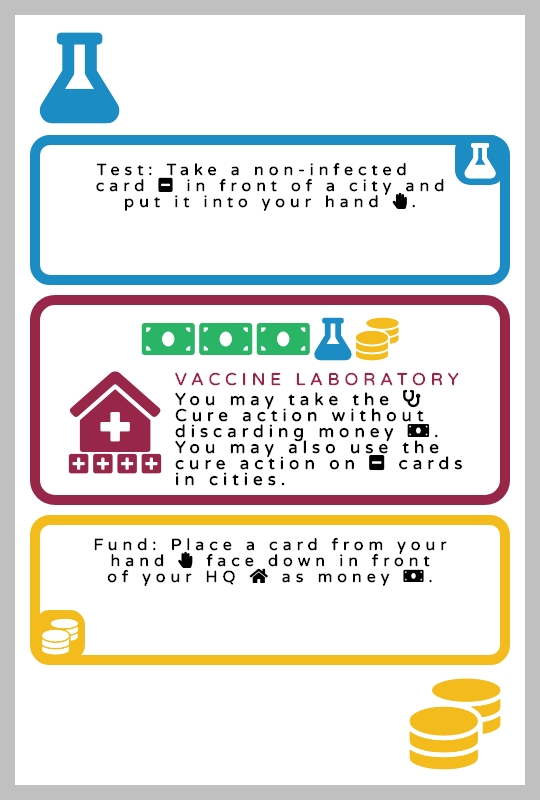 Test: Take a non-infected
card in front of a city and
put it into your hand .
VACCINE LABORATORY
You may take the
Cure action without
discarding money .
You may also use the
cure action on cards
in cities.
Fund: Place a card from your
hand face down in front
of your HQ as money .